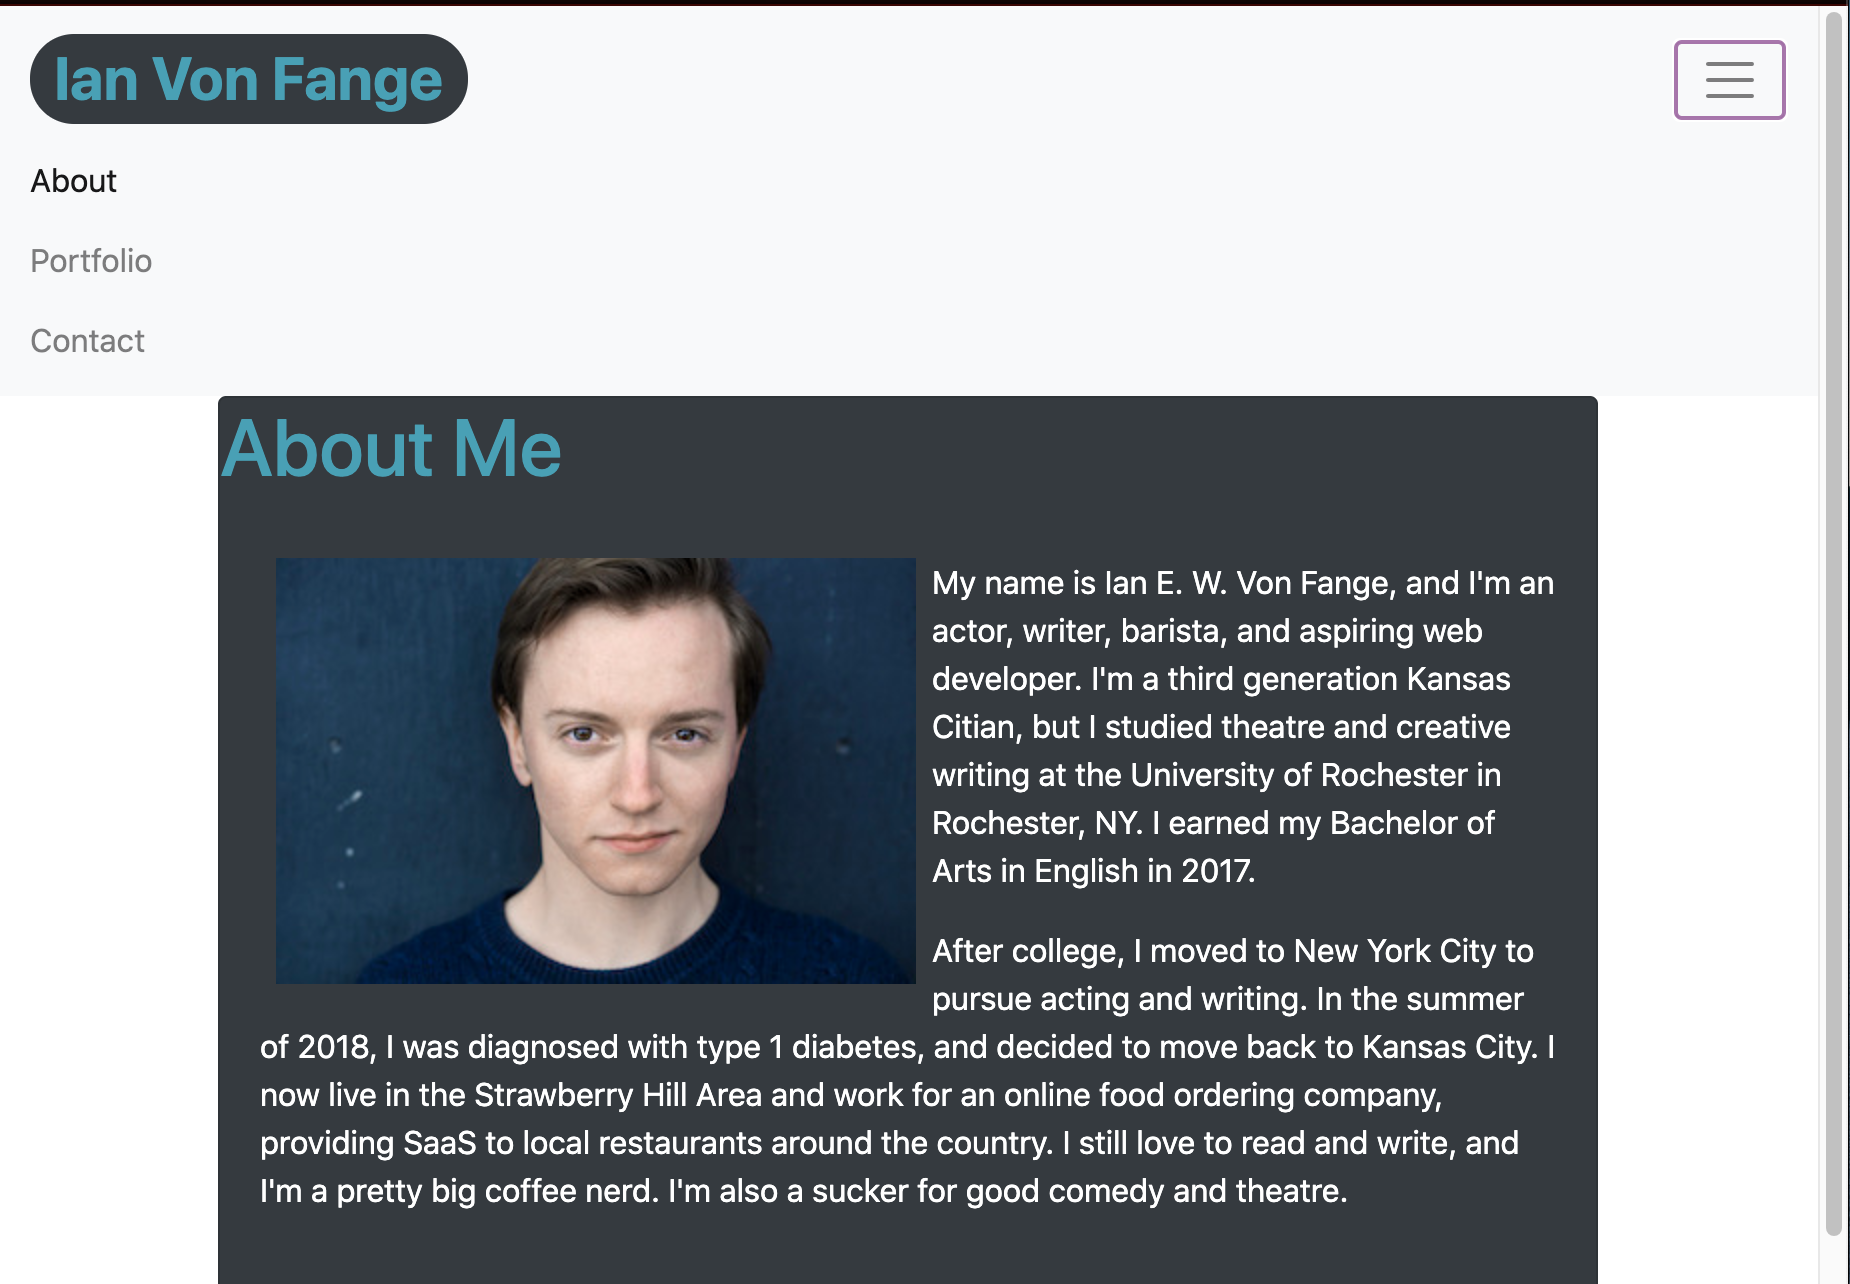 Ian Von Fange
About
Portfolio
Contact
About Me
My name is Ian E. W. Von Fange, and I'm an
actor, writer, barista, and aspiring web
developer. I'm a third generation Kansas
Citian, but I studied theatre and creative
writing at the University of Rochester in
Rochester, NY. I earned my Bachelor of
Arts in English in 2017.
After college, I moved to New York City to
pursue acting and writing. In the summer
of 2018, I was diagnosed with type 1 diabetes, and decided to move back to Kansas City. I
now live in the Strawberry Hill Area and work for an online food ordering company,
providing SaaS to local restaurants around the country. I still love to read and write, and
I'm a pretty big coffee nerd. I'm also a sucker for good comedy and theatre.